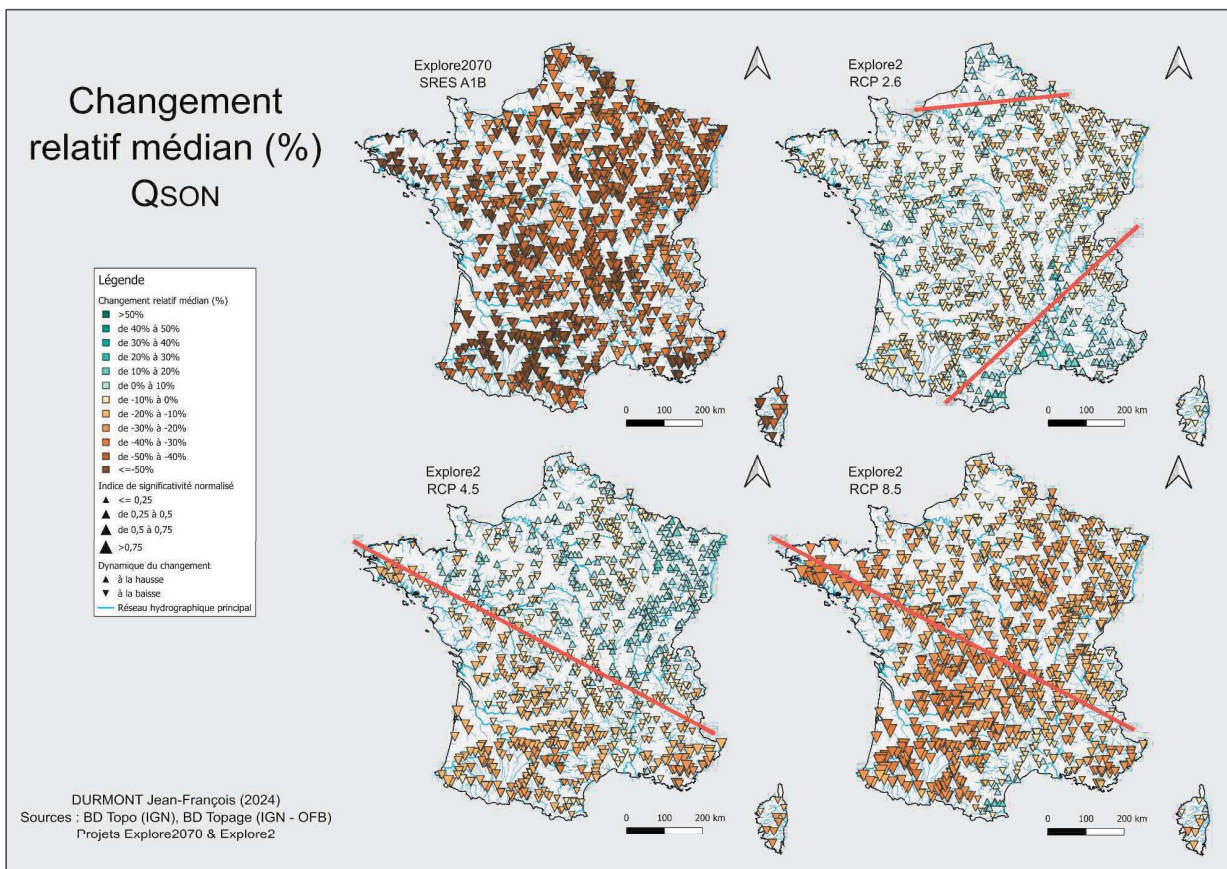 Changement
relatif médian (%)
QSON
Légende
Changement relatif médian (%)
>50%
de 40% à 50%
de 30% à 40%
de 20% à 30%
de 10% à 20%
de 0% à 10%
de -10% à 0%
de -20% à -10%
de -30% à -20%
de -40% à -30%
de -50% à -40%
<=-50%
Indice de significativité normalisé
<= 0,25
de 0,25 à 0,5
de 0,5 à 0,75
>0,75
Dynamique du changement
à la hausse
à la baisse
Réseau hydrographique principal
DURMONT Jean-François (2024)
Sources : BD Topo (IGN), BD Topage (IGN - OFB)
Projets Explore2070 & Explore2
Explore2070
SRES A1B
0 100 200 km
Explore2
RCP 2.6
0 100 200 km
Explore2
RCP 4.5
0 100 200 km
Explore2
RCP 8.5
0 100 200 km